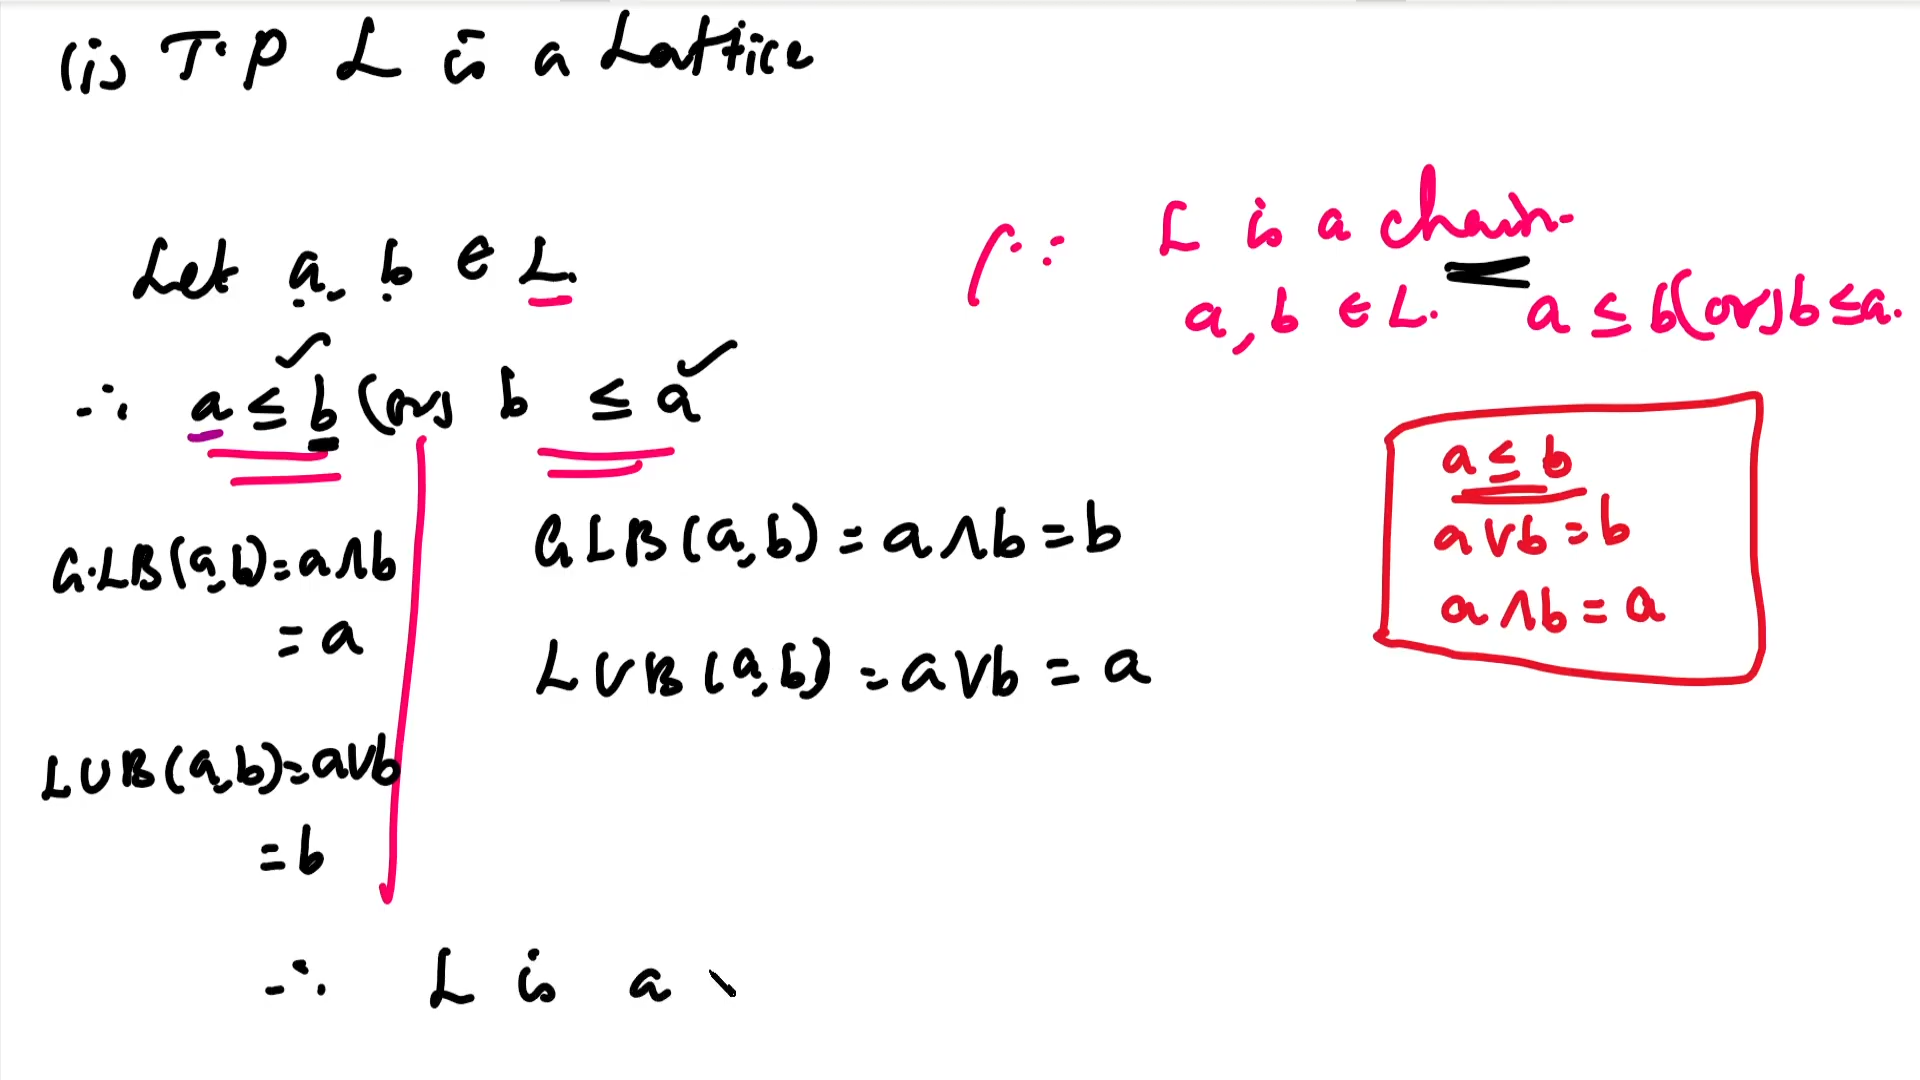 (i) T.P L is a Lattice
Let a, b ∈ L.
(∵ L is a chain.
a, b ∈ L. a ≤ b (or) b ≤ a.
∴ a ≤ b (or) b ≤ a
G.LB(a,b) = a∧b
= a
LUB(a,b) = a∨b
= b
GLB(a,b) = a∧b = b
LUB(a,b) = a∨b = a
a ≤ b
a∨b = b
a∧b = a
∴ L is a